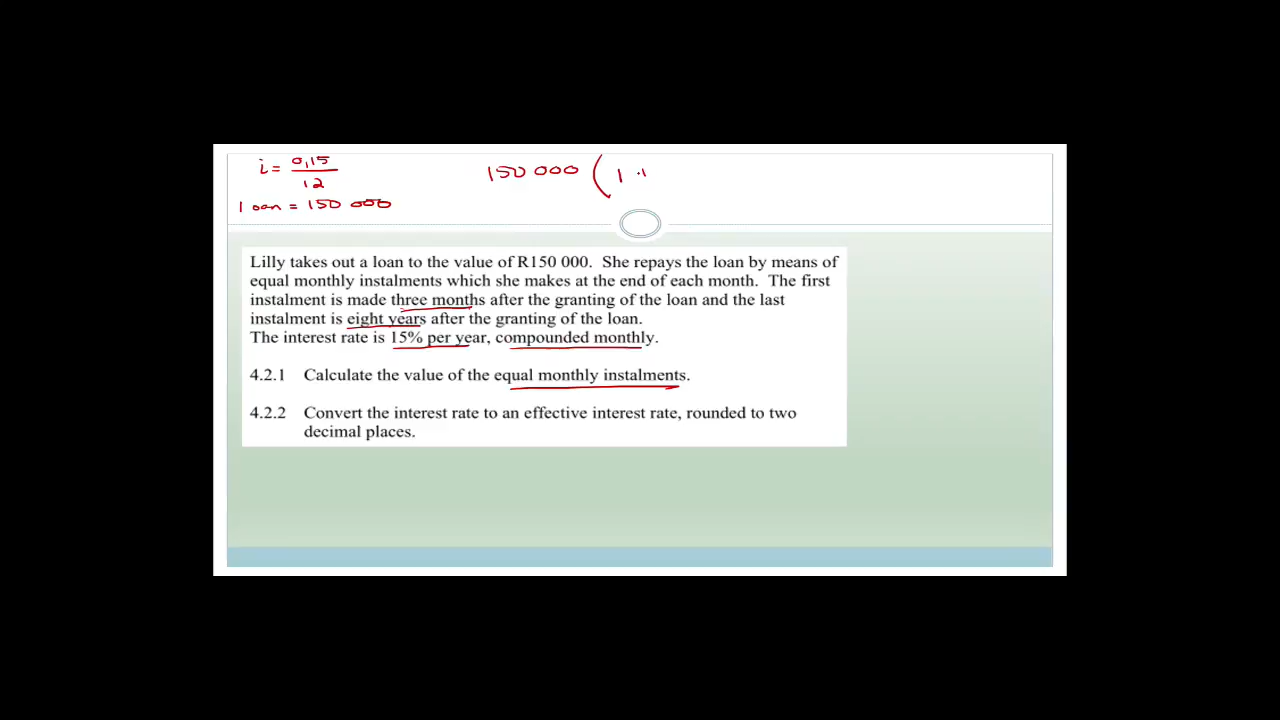 i = 0,15 / 12
150 000 ( 1 +
loan = 150 000
Lilly takes out a loan to the value of R150 000. She repays the loan by means of
equal monthly instalments which she makes at the end of each month. The first
instalment is made three months after the granting of the loan and the last
instalment is eight years after the granting of the loan.
The interest rate is 15% per year, compounded monthly.
4.2.1 Calculate the value of the equal monthly instalments.
4.2.2 Convert the interest rate to an effective interest rate, rounded to two
decimal places.